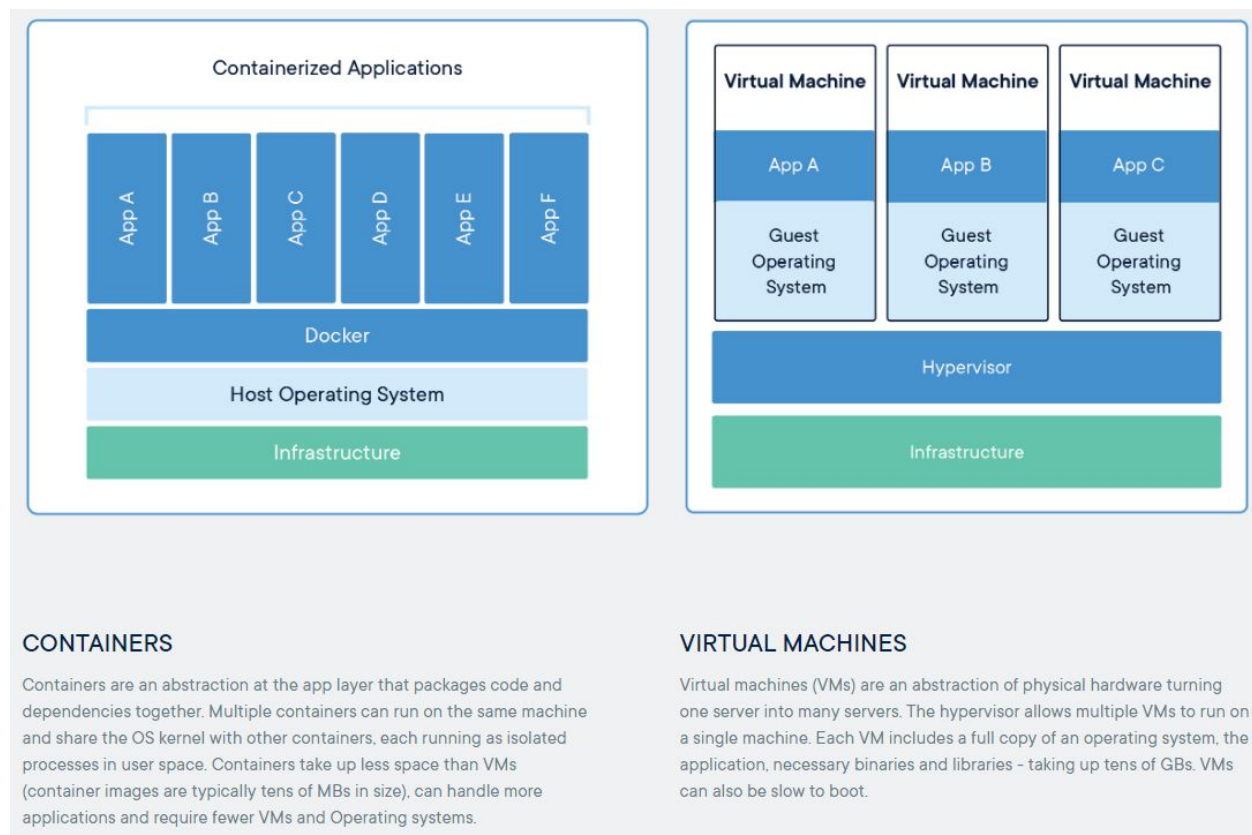 Containerized Applications
App A
App B
App C
App D
App E
App F
Docker
Host Operating System
Infrastructure
Virtual Machine
App A
Guest
Operating
System
Virtual Machine
App B
Guest
Operating
System
Virtual Machine
App C
Guest
Operating
System
Hypervisor
Infrastructure
CONTAINERS
Containers are an abstraction at the app layer that packages code and
dependencies together. Multiple containers can run on the same machine
and share the OS kernel with other containers, each running as isolated
processes in user space. Containers take up less space than VMs
(container images are typically tens of MBs in size), can handle more
applications and require fewer VMs and Operating systems.
VIRTUAL MACHINES
Virtual machines (VMs) are an abstraction of physical hardware turning
one server into many servers. The hypervisor allows multiple VMs to run on
a single machine. Each VM includes a full copy of an operating system, the
application, necessary binaries and libraries - taking up tens of GBs. VMs
can also be slow to boot.